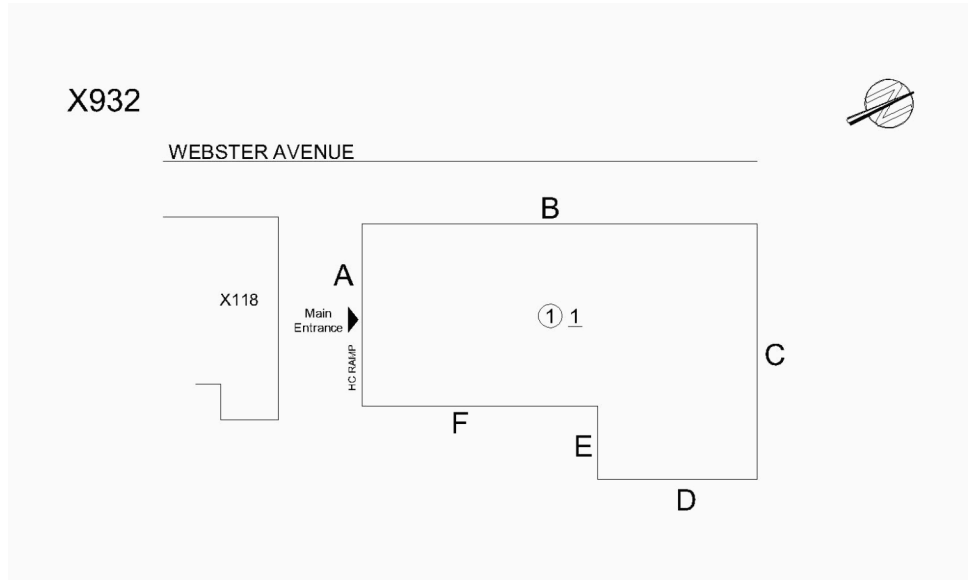 X932
WEBSTER AVENUE
B
A
X118
Main
Entrance
1 1
C
HC RAMP
F
E
D